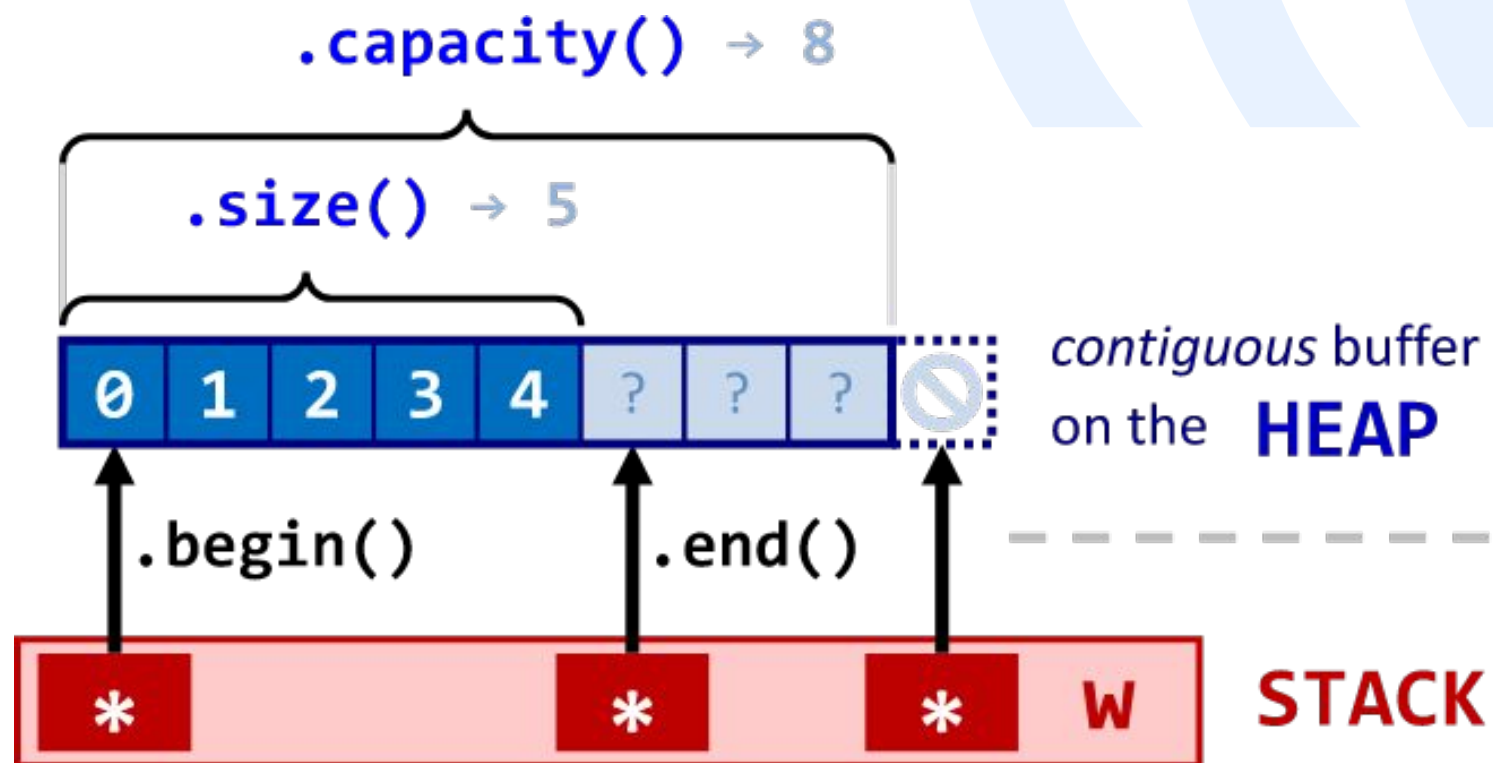 .capacity() → 8
.size() → 5
0 1 2 3 4 ? ? ?
contiguous buffer
on the HEAP
.begin() .end()
* * * w STACK